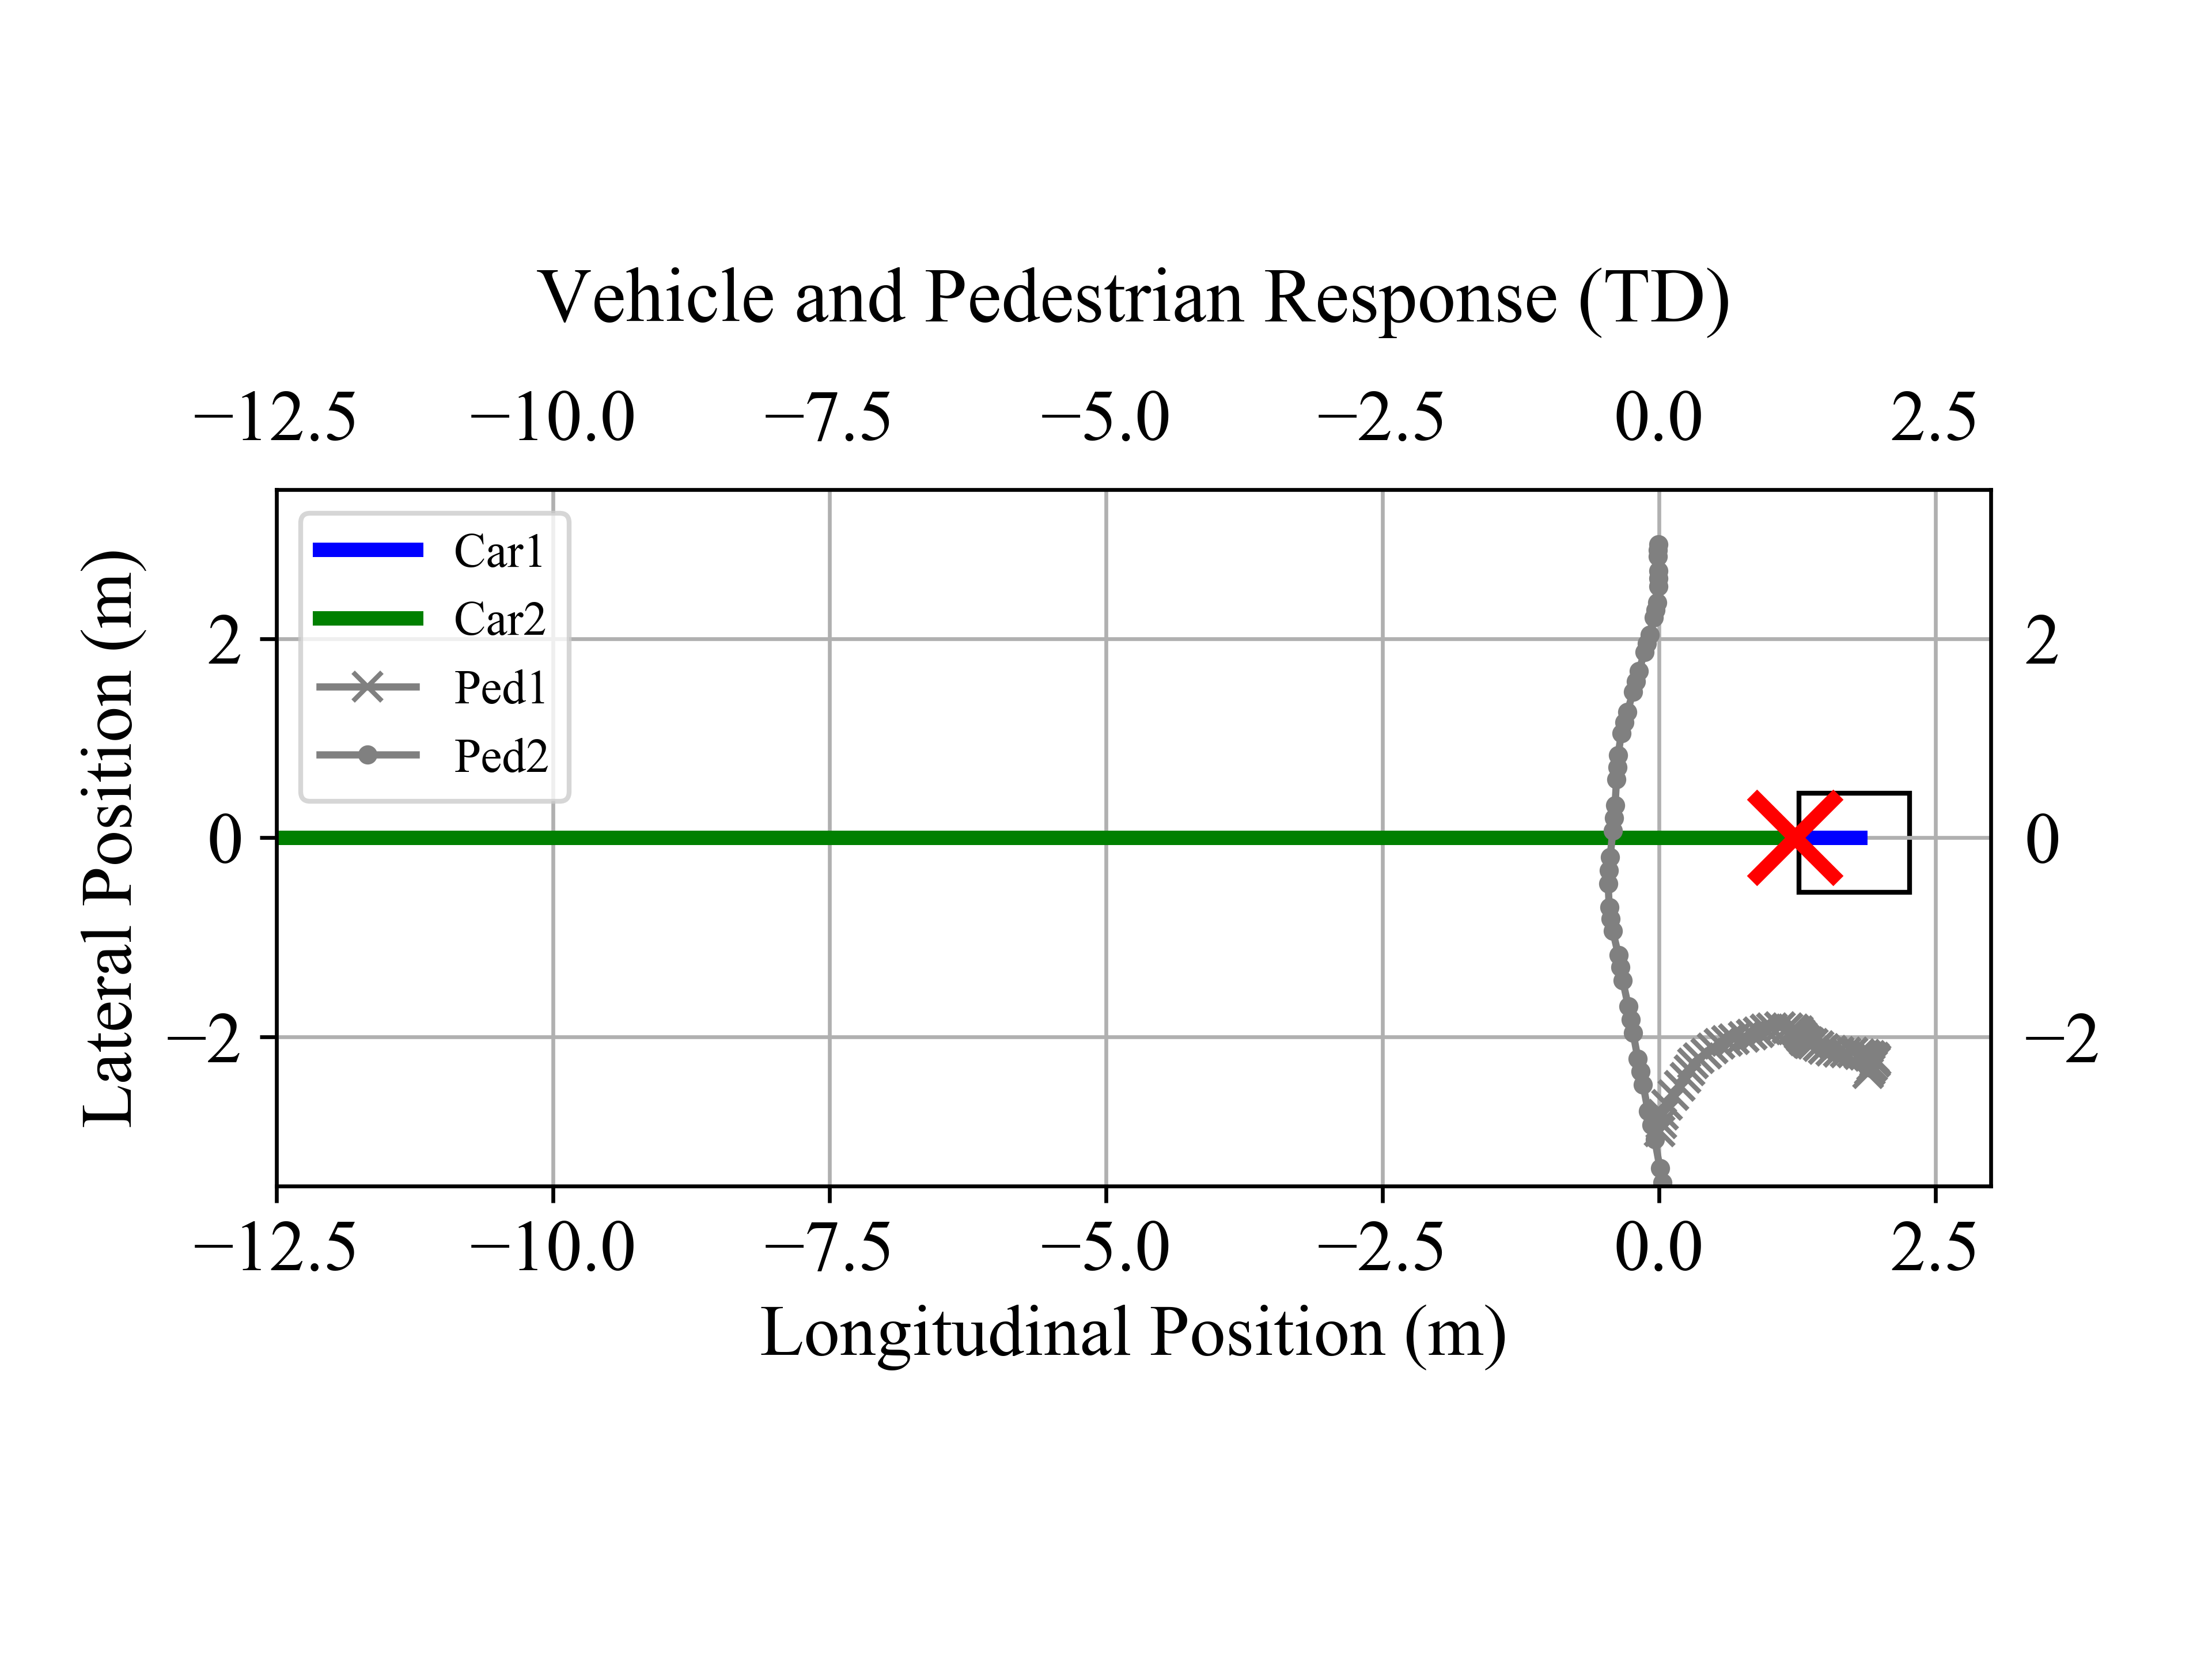 Vehicle and Pedestrian Response (TD)
−12.5 −10.0 −7.5 −5.0 −2.5 0.0 2.5
Car1
Car2
Ped1
Ped2
Lateral Position (m)
2 2
0 0
−2 −2
−12.5 −10.0 −7.5 −5.0 −2.5 0.0 2.5
Longitudinal Position (m)